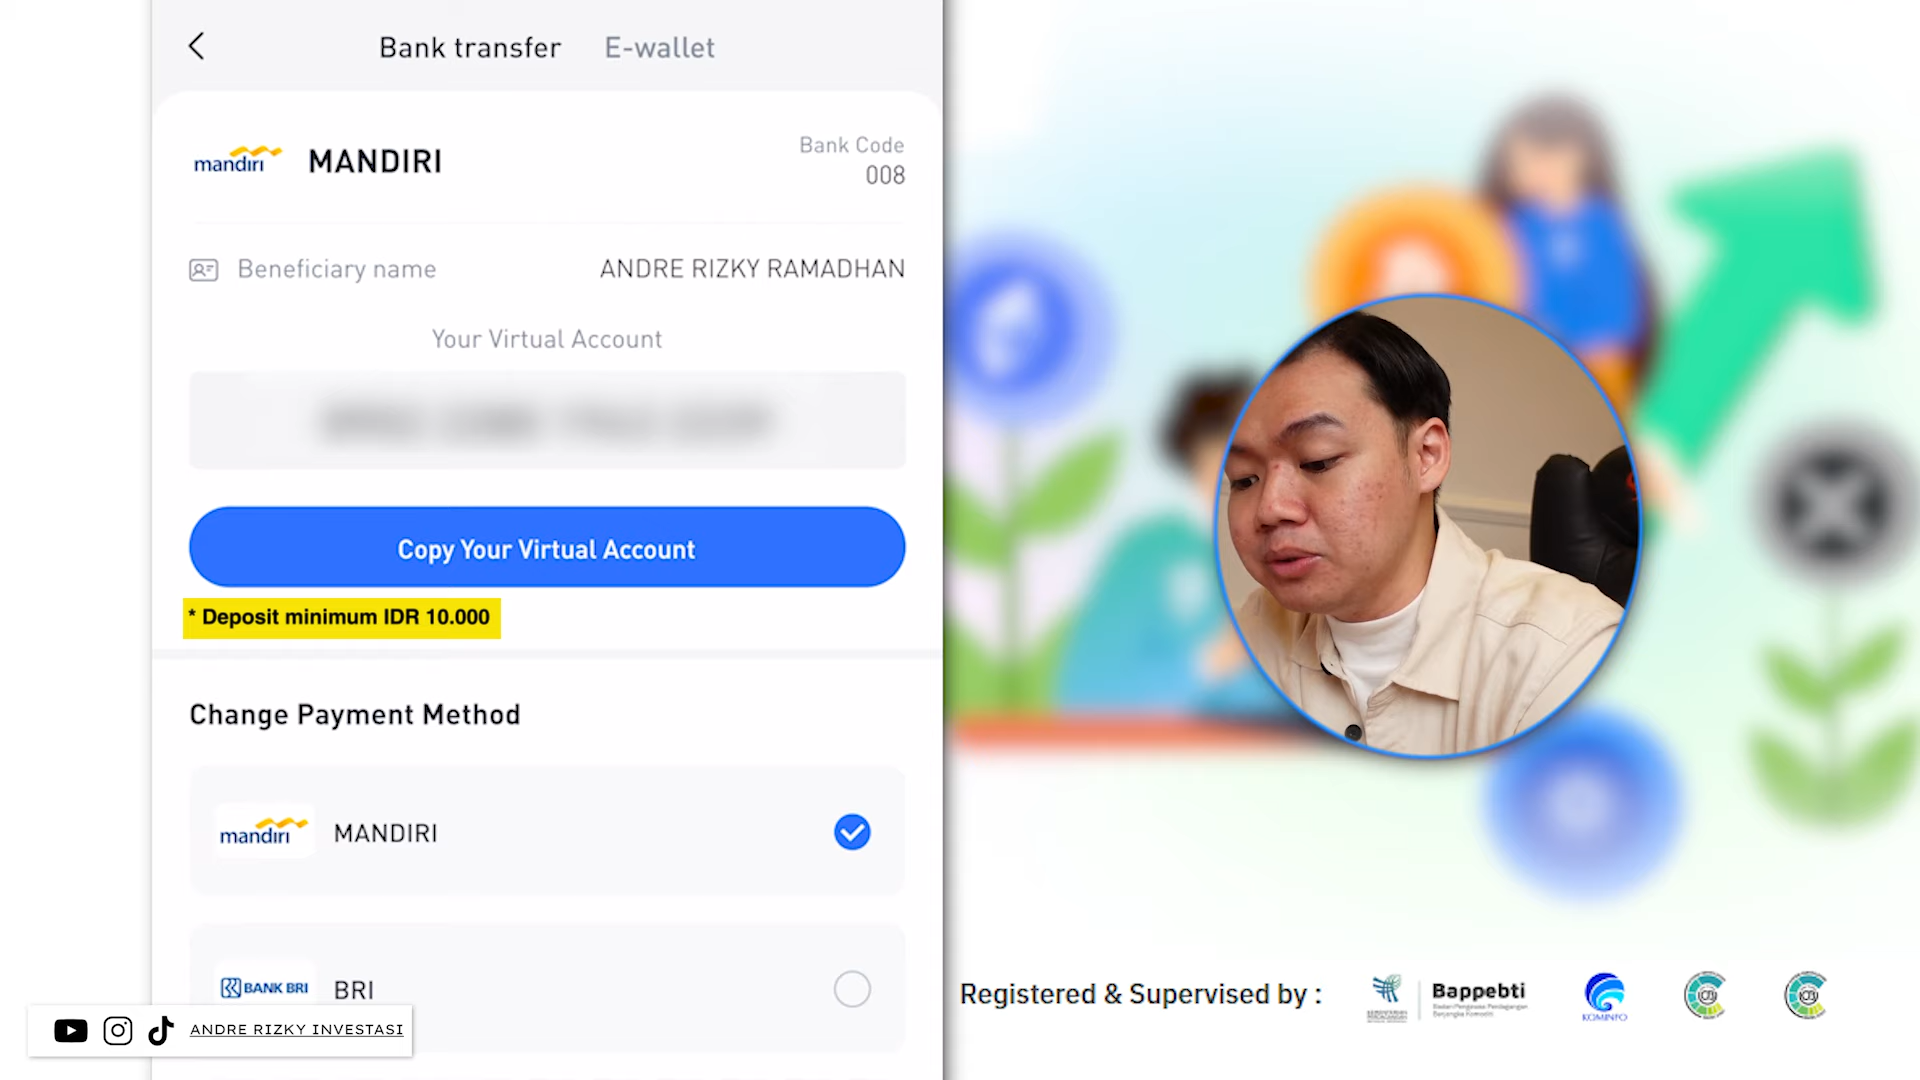 Bank transfer
E-wallet
mandiri
MANDIRI
Bank Code
008
Beneficiary name
ANDRE RIZKY RAMADHAN
Your Virtual Account
Copy Your Virtual Account
* Deposit minimum IDR 10.000
Change Payment Method
mandiri
MANDIRI
BANK BRI
BRI
ANDRE RIZKY INVESTASI
Registered & Supervised by :
Bappebti
KOMINFO